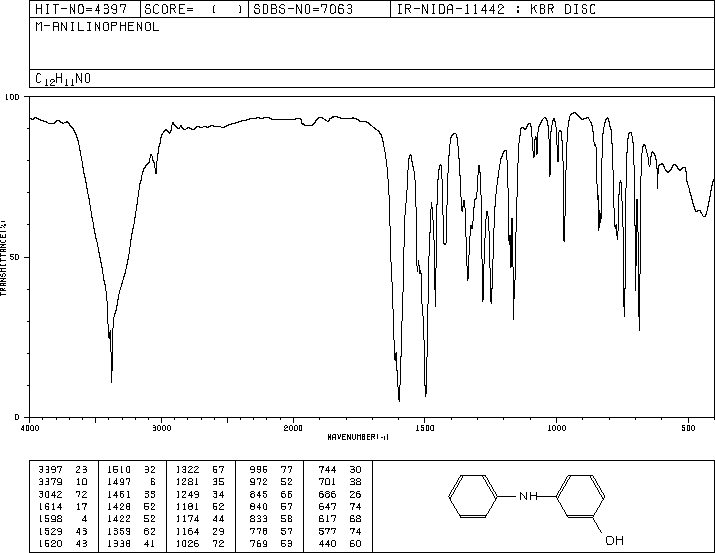 HIT-NO=4397 SCORE= ( ) SDBS-NO=7063 IR-NIDA-11442 : KBR DISC
M-ANILINOPHENOL
C12H11NO
100
TRANSMITTANCE(%)
50
0
4000 3000 2000 1500 1000 500
WAVENUMBER(-1)
3397 23 1510 32 1322 67 996 77 744 30
3379 10 1497 6 1281 35 972 52 701 38
3042 72 1461 33 1249 34 845 66 686 26
1614 17 1428 52 1181 62 840 57 647 74
1598 4 1422 52 1174 44 833 58 617 68
1529 43 1359 62 1164 29 778 57 577 74
1520 43 1338 41 1026 72 769 53 440 60
NH
OH